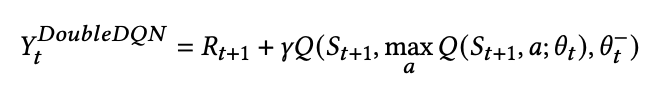 Y_t^{DoubleDQN} = R_{t+1} + γQ(S_{t+1}, max_a Q(S_{t+1}, a; θ_t), θ_t^-)